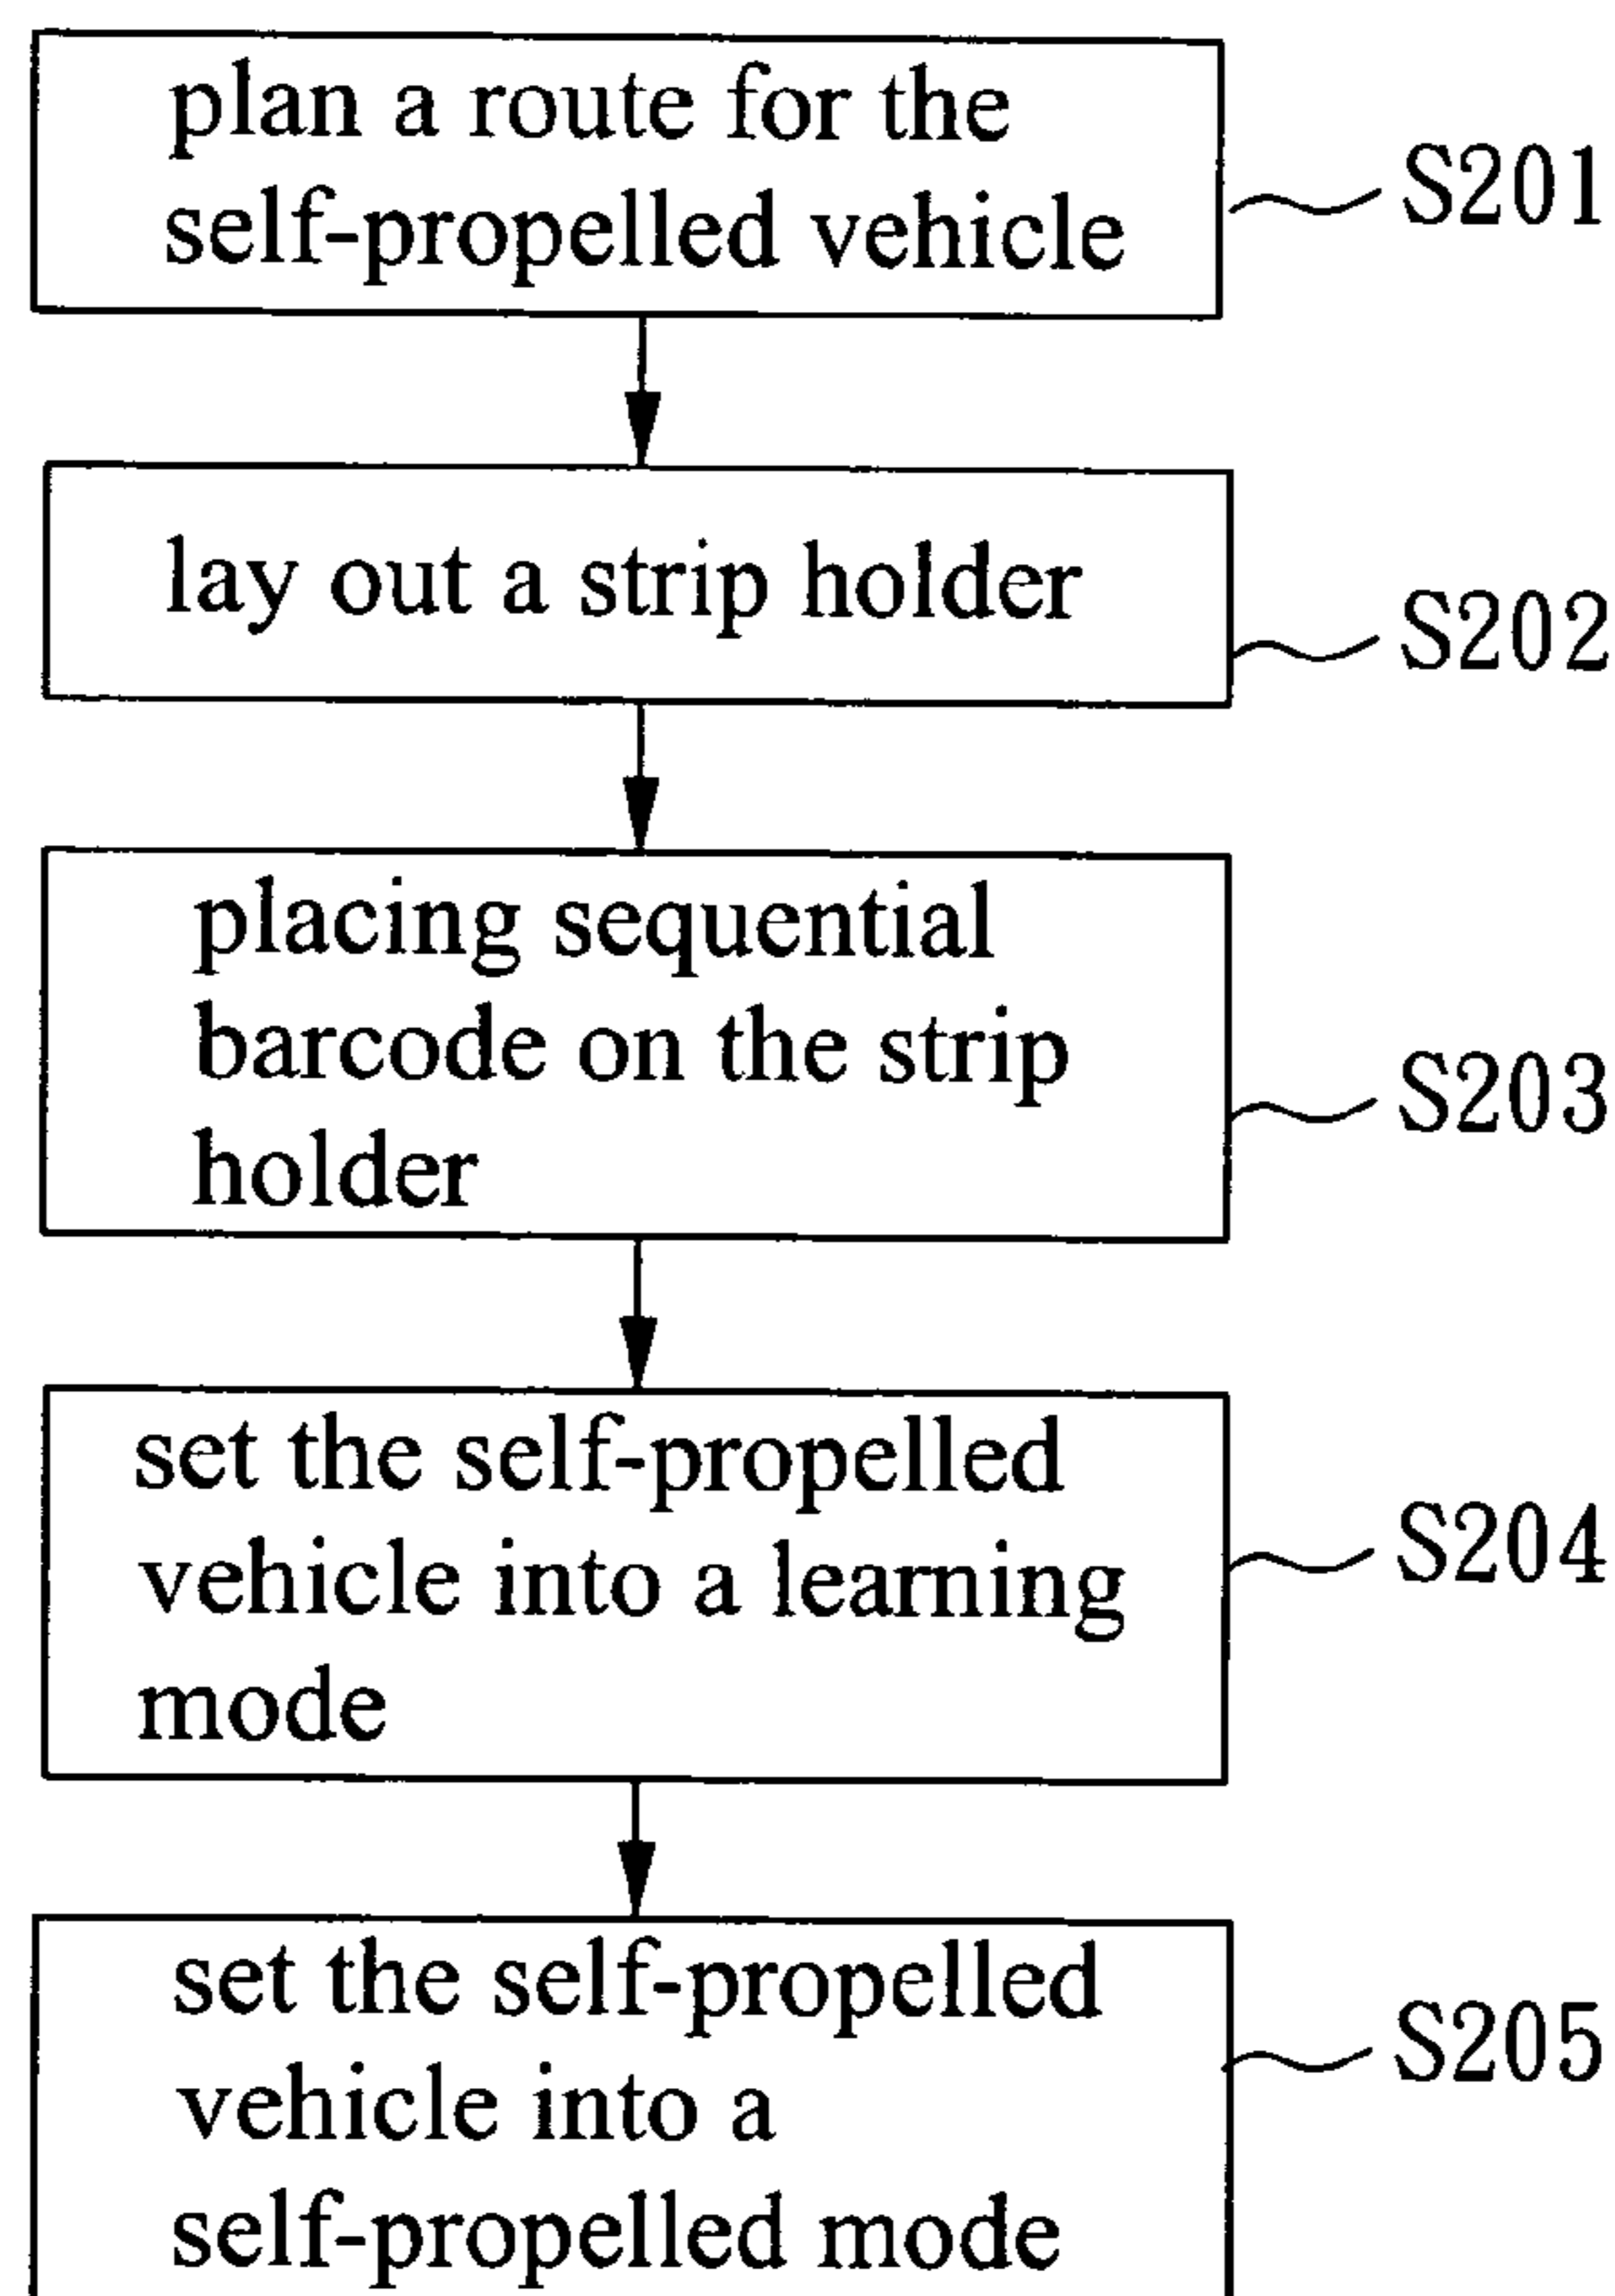 plan a route for the
self-propelled vehicle
S201
lay out a strip holder
S202
placing sequential
barcode on the strip
holder
S203
set the self-propelled
vehicle into a learning
mode
S204
set the self-propelled
vehicle into a
self-propelled mode
S205